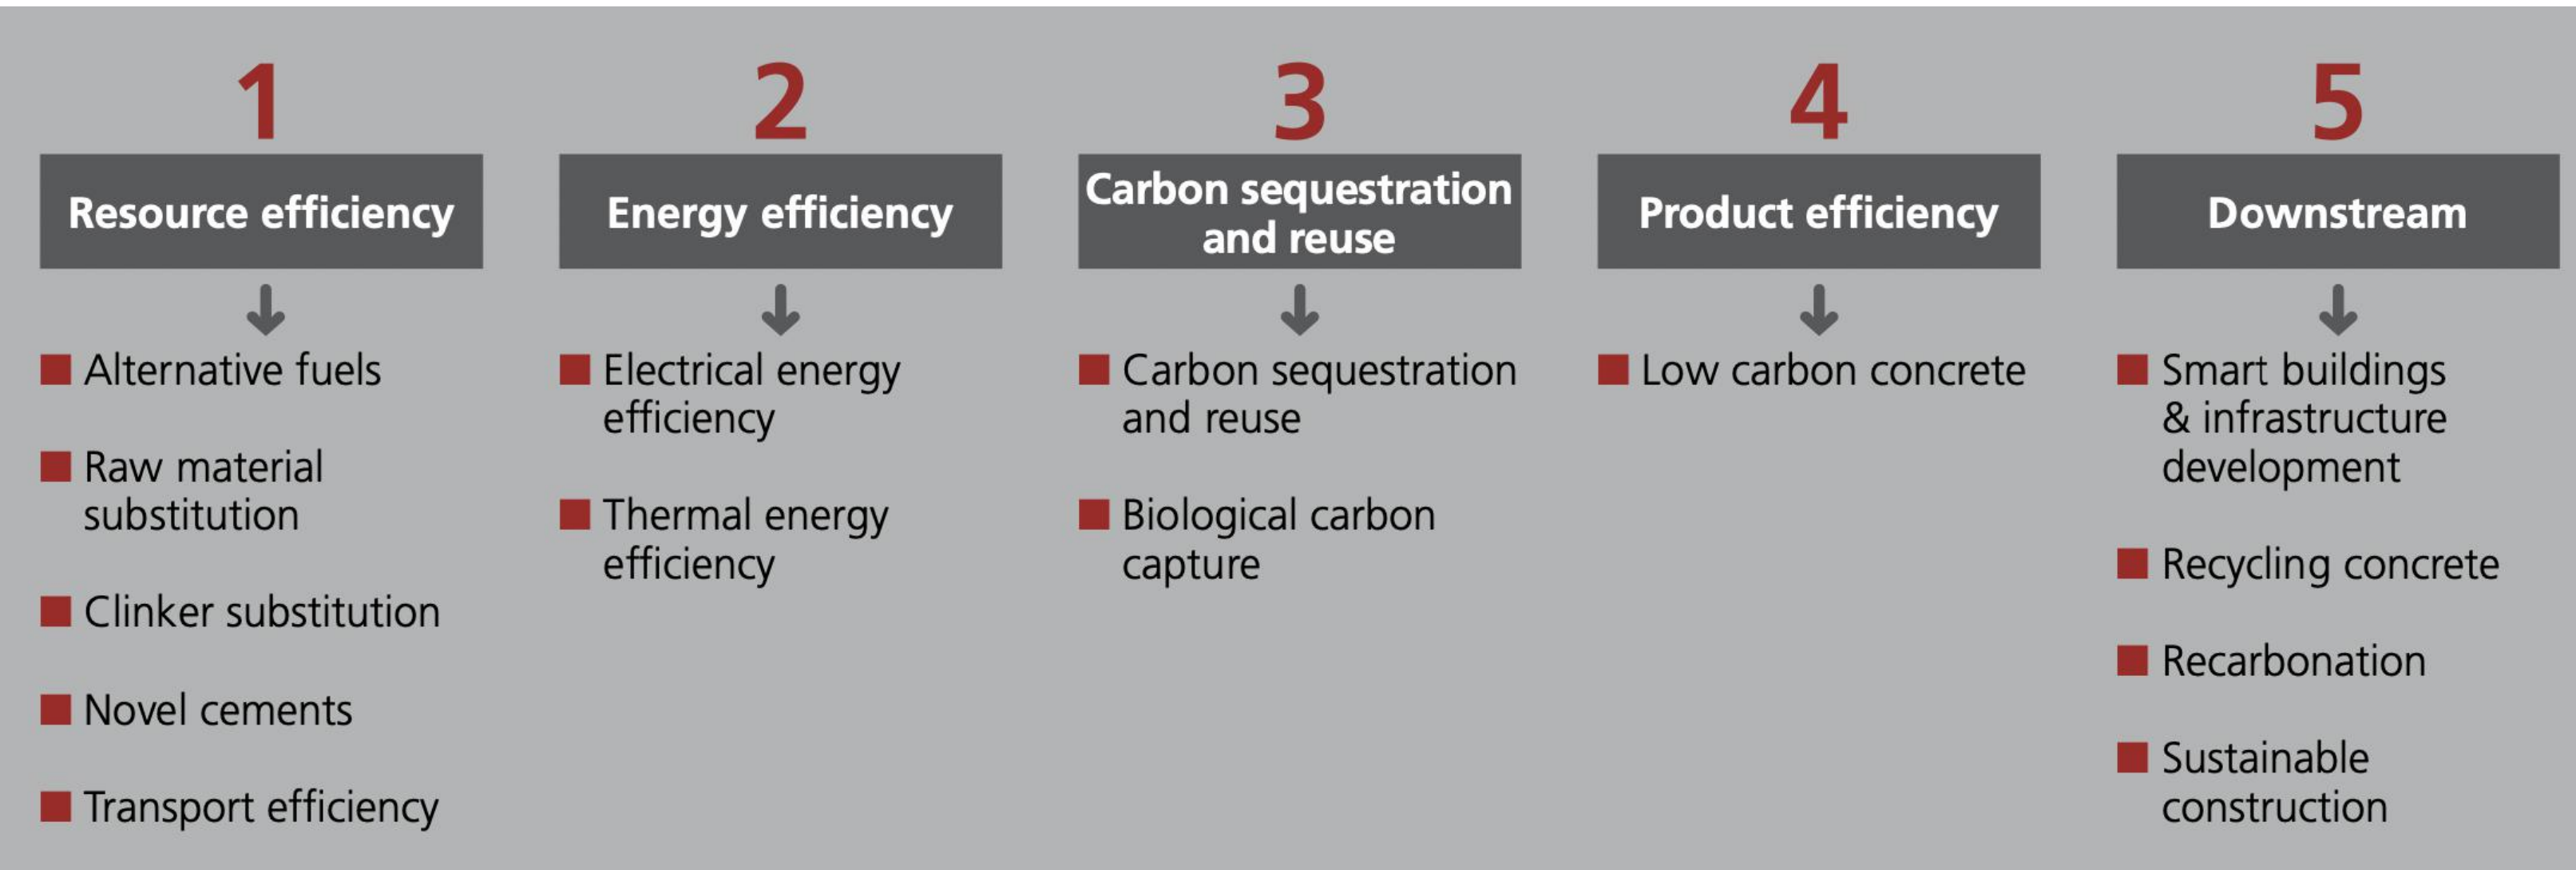 1
Resource efficiency
Alternative fuels
Raw material
substitution
Clinker substitution
Novel cements
Transport efficiency
2
Energy efficiency
Electrical energy
efficiency
Thermal energy
efficiency
3
Carbon sequestration
and reuse
Carbon sequestration
and reuse
Biological carbon
capture
4
Product efficiency
Low carbon concrete
5
Downstream
Smart buildings
& infrastructure
development
Recycling concrete
Recarbonation
Sustainable
construction